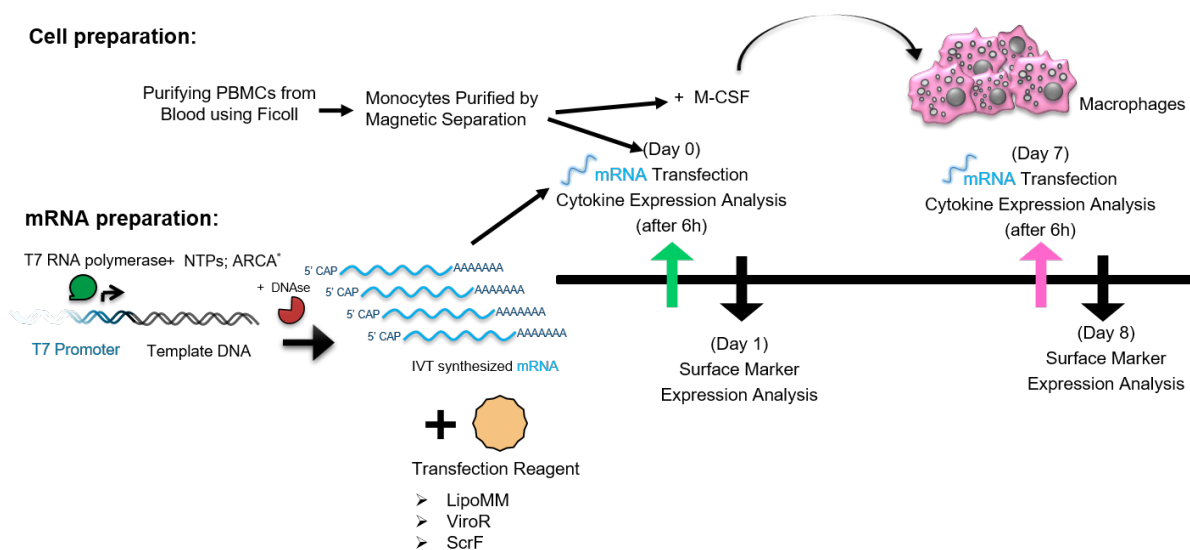 Cell preparation:
Purifying PBMCs from
Blood using Ficoll
Monocytes Purified by
Magnetic Separation
+ M-CSF
Macrophages
(Day 0)
mRNA Transfection
Cytokine Expression Analysis
(after 6h)
(Day 7)
mRNA Transfection
Cytokine Expression Analysis
(after 6h)
mRNA preparation:
T7 RNA polymerase+ NTPs; ARCA*
+ DNAse
T7 Promoter
Template DNA
5' CAP AAAAAAA
5' CAP AAAAAAA
5' CAP AAAAAAA
5' CAP AAAAAAA
IVT synthesized mRNA
(Day 1)
Surface Marker
Expression Analysis
(Day 8)
Surface Marker
Expression Analysis
+
Transfection Reagent
➢ LipoMM
➢ ViroR
➢ ScrF